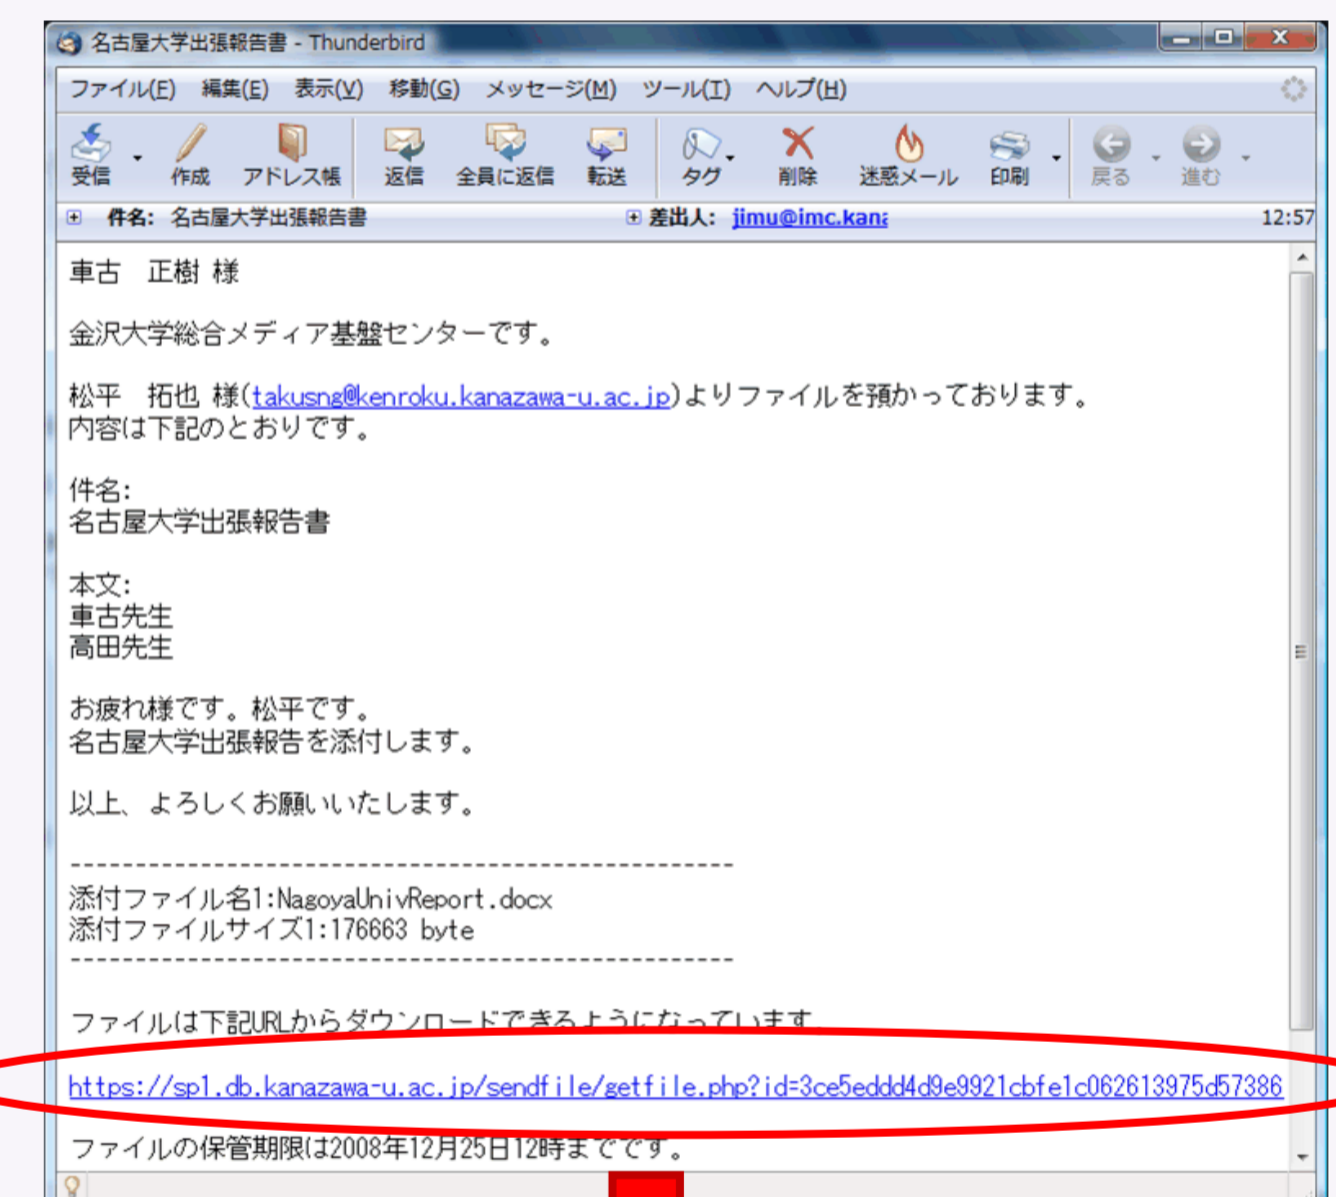 名古屋大学出張報告書 - Thunderbird
ファイル(F) 編集(E) 表示(V) 移動(G) メッセージ(M) ツール(T) ヘルプ(H)
受信 作成 アドレス帳 返信 全員に返信 転送 タグ 削除 迷惑メール 印刷 戻る 進む
件名: 名古屋大学出張報告書 差出人: jimu@imc.kana 12:57
車古 正樹 様
金沢大学総合メディア基盤センターです。
松平 拓也 様(takusng@kenroku.kanazawa-u.ac.jp)よりファイルを預かっております。
内容は下記のとおりです。
件名:
名古屋大学出張報告書
本文:
車古先生
高田先生
お疲れ様です。松平です。
名古屋大学出張報告を添付します。
以上、よろしくお願いいたします。
---------------------------------------------------
添付ファイル名1:NagoyaUnivReport.docx
添付ファイルサイズ1:176663 byte
---------------------------------------------------
ファイルは下記URLからダウンロードできるようになっています。
https://sp1.db.kanazawa-u.ac.jp/sendfile/getfile.php?id=3ce5eddd4d9e9921cbfe1c062613975d57386
ファイルの保管期限は2008年12月25日12時までです。